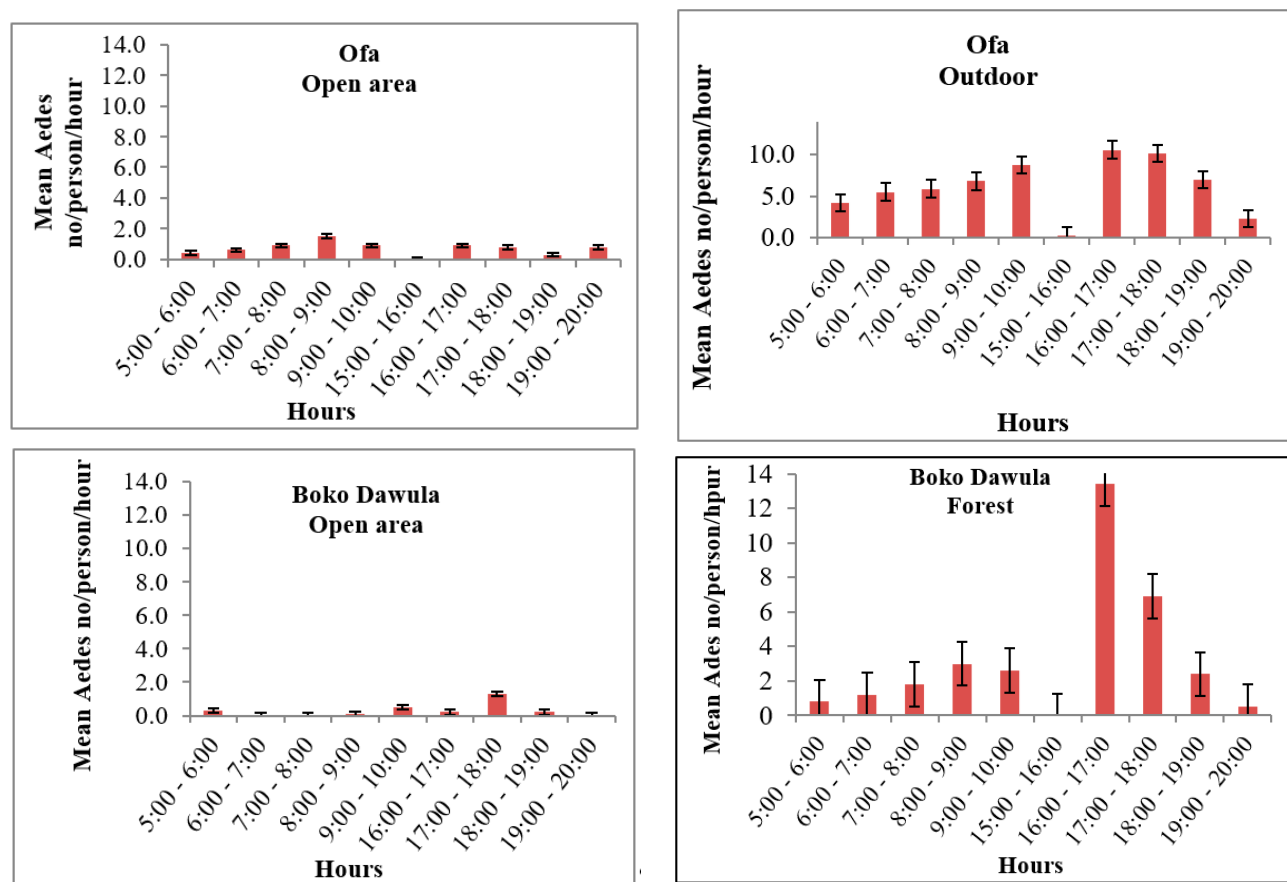 Ofa
Open area
Mean Aedes
no/person/hour
14.0
12.0
10.0
8.0
6.0
4.0
2.0
0.0
5:00 - 6:00
6:00 - 7:00
7:00 - 8:00
8:00 - 9:00
9:00 - 10:00
15:00 - 16:00
16:00 - 17:00
17:00 - 18:00
18:00 - 19:00
19:00 - 20:00
Hours
Ofa
Outdoor
Mean Aedes no/person/hour
10.0
5.0
0.0
5:00 - 6:00
6:00 - 7:00
7:00 - 8:00
8:00 - 9:00
9:00 - 10:00
15:00 - 16:00
16:00 - 17:00
17:00 - 18:00
18:00 - 19:00
19:00 - 20:00
Hours
Boko Dawula
Open area
Mean Aedes no/person/hour
14.0
12.0
10.0
8.0
6.0
4.0
2.0
0.0
5:00 - 6:00
6:00 - 7:00
7:00 - 8:00
8:00 - 9:00
9:00 - 10:00
16:00 - 17:00
17:00 - 18:00
18:00 - 19:00
19:00 - 20:00
Hours
Boko Dawula
Forest
Mean Ades no/person/hpur
14
12
10
8
6
4
2
0
5:00 - 6:00
6:00 - 7:00
7:00 - 8:00
8:00 - 9:00
9:00 - 10:00
15:00 - 16:00
16:00 - 17:00
17:00 - 18:00
18:00 - 19:00
19:00 - 20:00
Hours